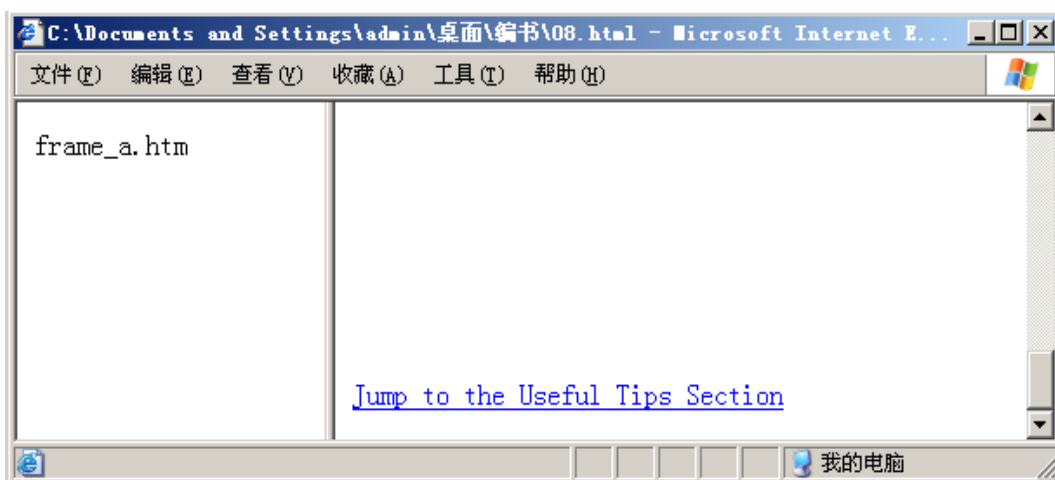 C:\Documents and Settings\admin\桌面\编书\08.html - Microsoft Internet E...
文件(F) 编辑(E) 查看(V) 收藏(A) 工具(T) 帮助(H)
frame_a.htm
Jump to the Useful Tips Section
我的电脑